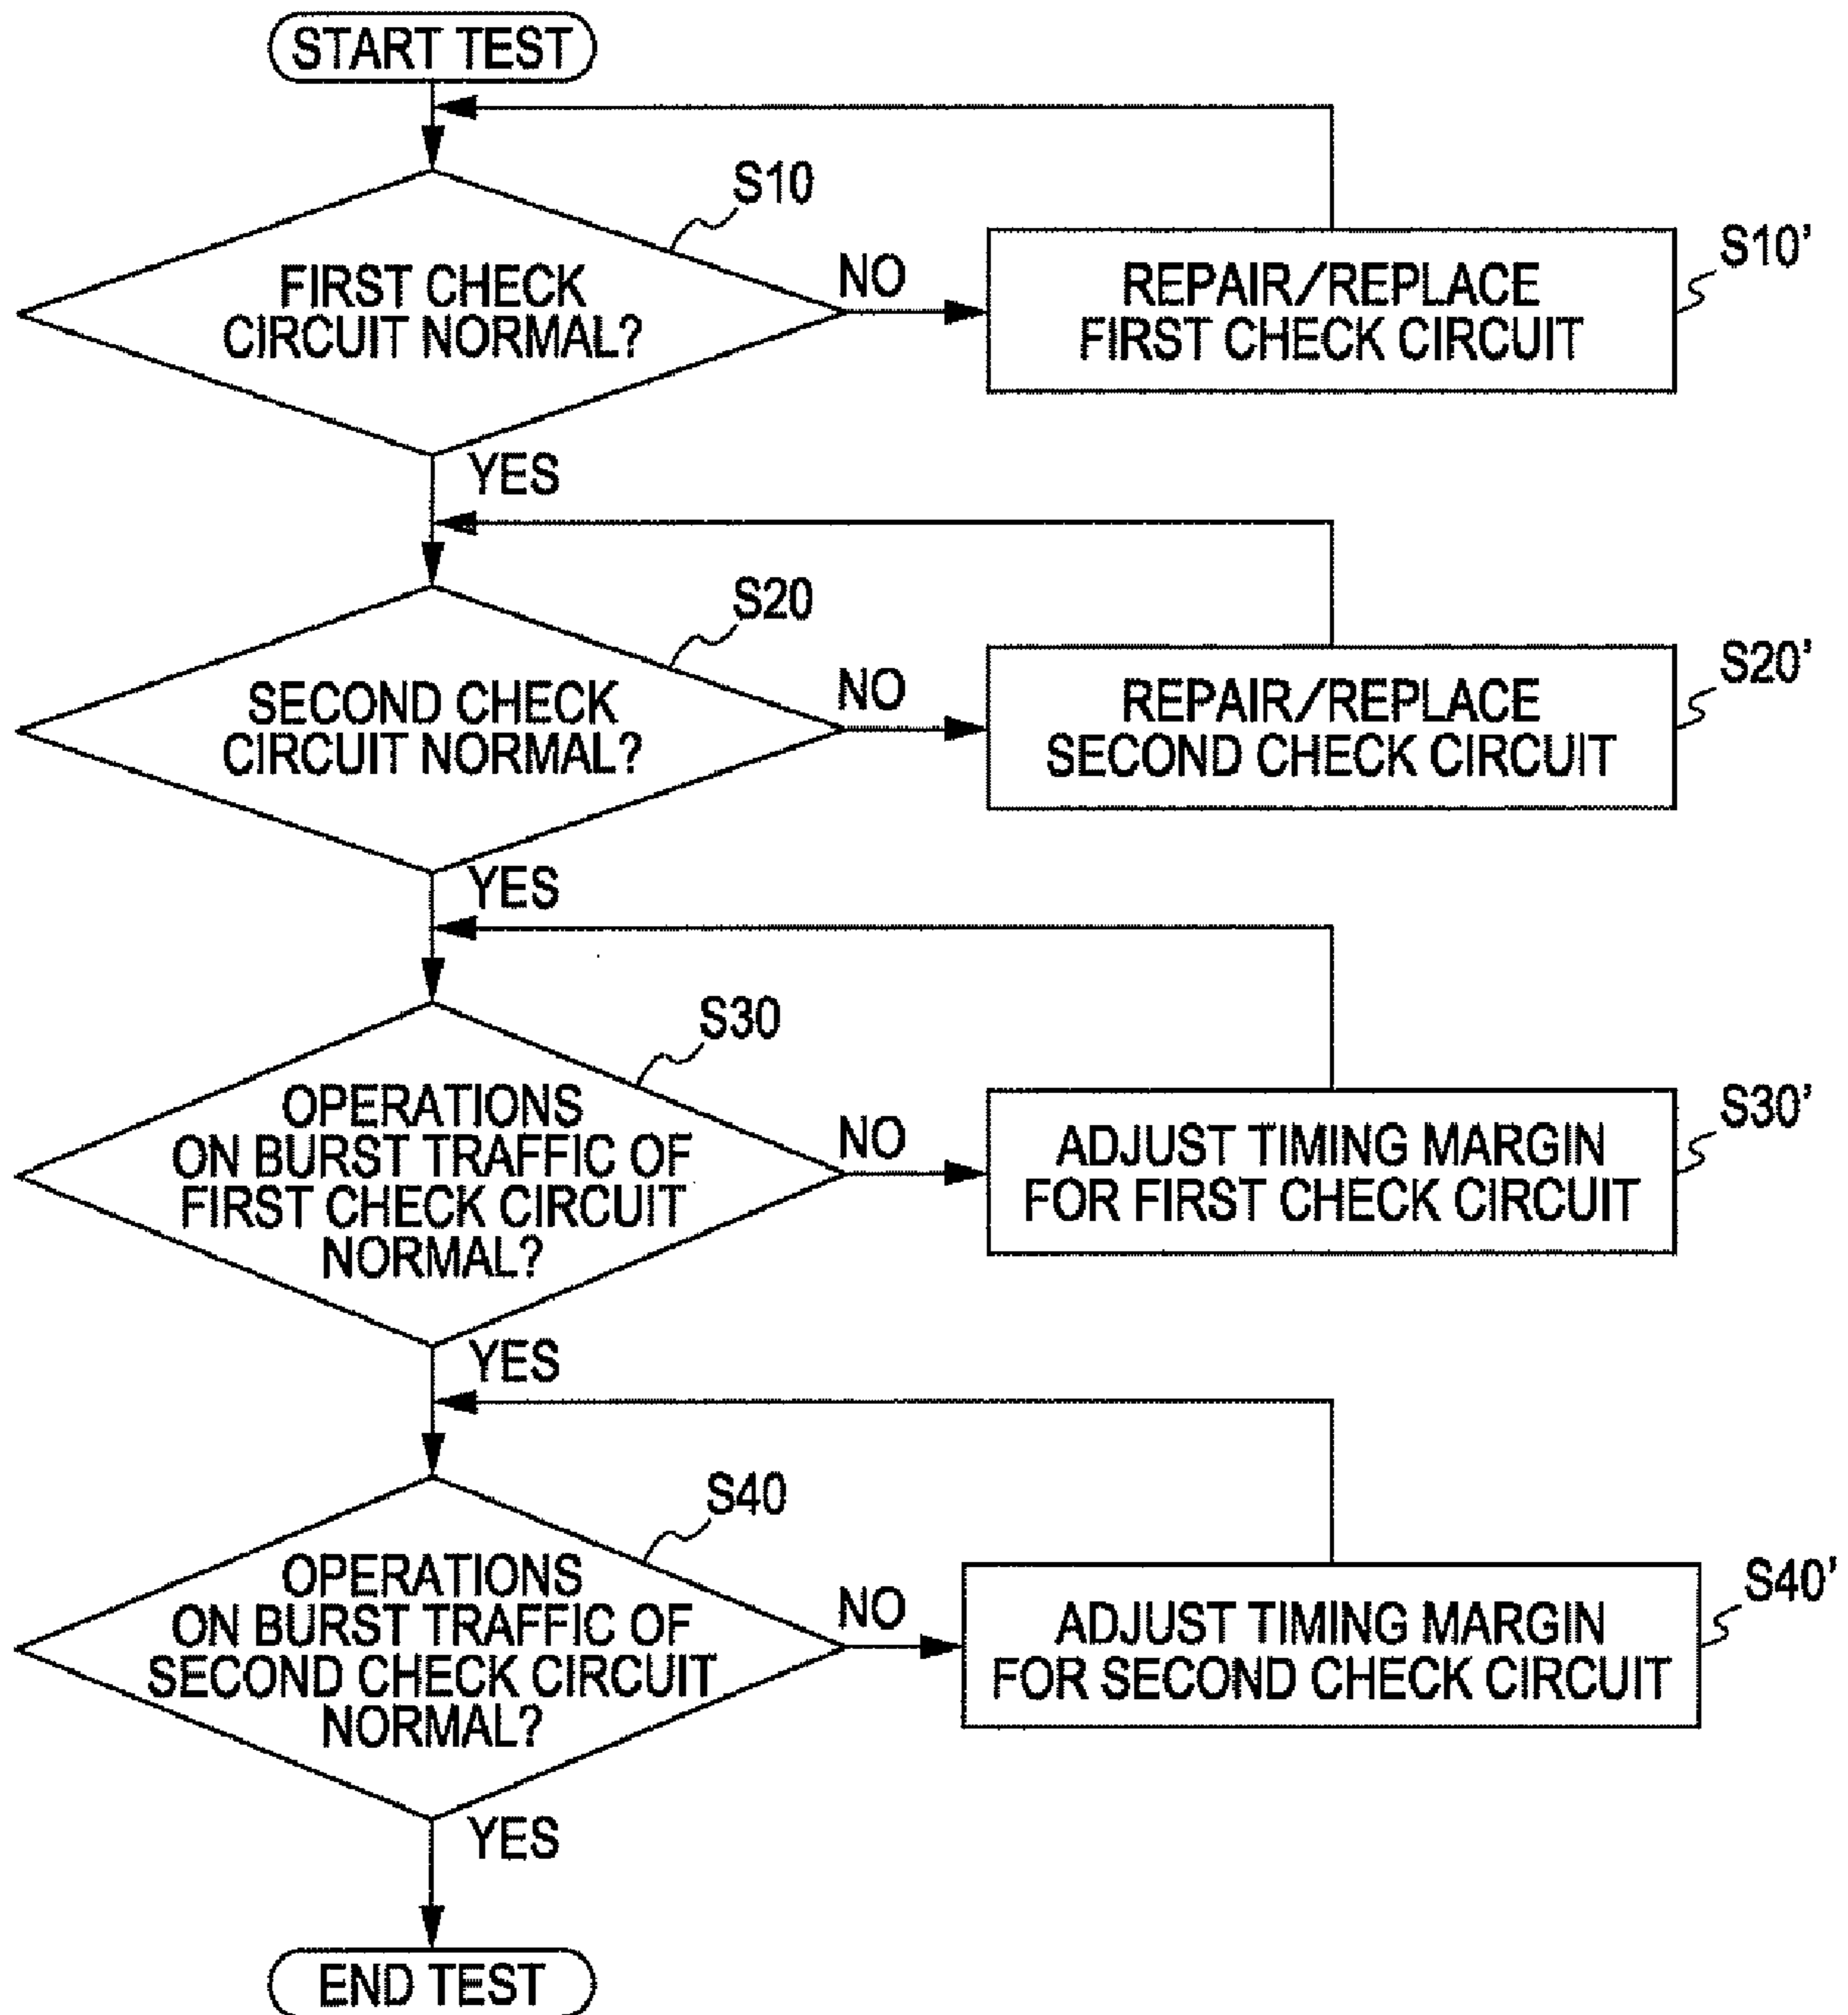 START TEST
S10
FIRST CHECK
CIRCUIT NORMAL?
NO
REPAIR/REPLACE
FIRST CHECK CIRCUIT
S10'
YES
S20
SECOND CHECK
CIRCUIT NORMAL?
NO
REPAIR/REPLACE
SECOND CHECK CIRCUIT
S20'
YES
S30
OPERATIONS
ON BURST TRAFFIC OF
FIRST CHECK CIRCUIT
NORMAL?
NO
ADJUST TIMING MARGIN
FOR FIRST CHECK CIRCUIT
S30'
YES
S40
OPERATIONS
ON BURST TRAFFIC OF
SECOND CHECK CIRCUIT
NORMAL?
NO
ADJUST TIMING MARGIN
FOR SECOND CHECK CIRCUIT
S40'
YES
END TEST